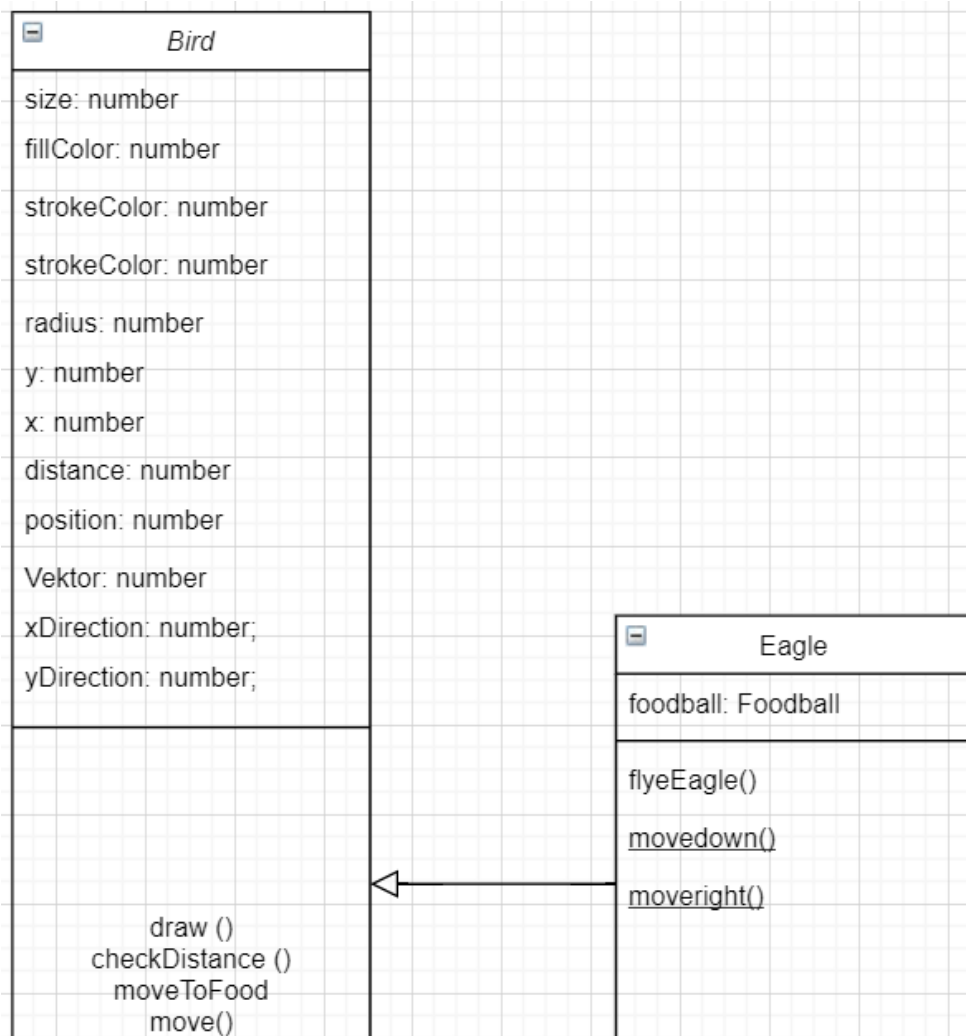 Bird
size: number
fillColor: number
strokeColor: number
strokeColor: number
radius: number
y: number
x: number
distance: number
position: number
Vektor: number
xDirection: number;
yDirection: number;
draw ()
checkDistance ()
moveToFood
move()
Eagle
foodball: Foodball
flyeEagle()
movedown()
moveright()